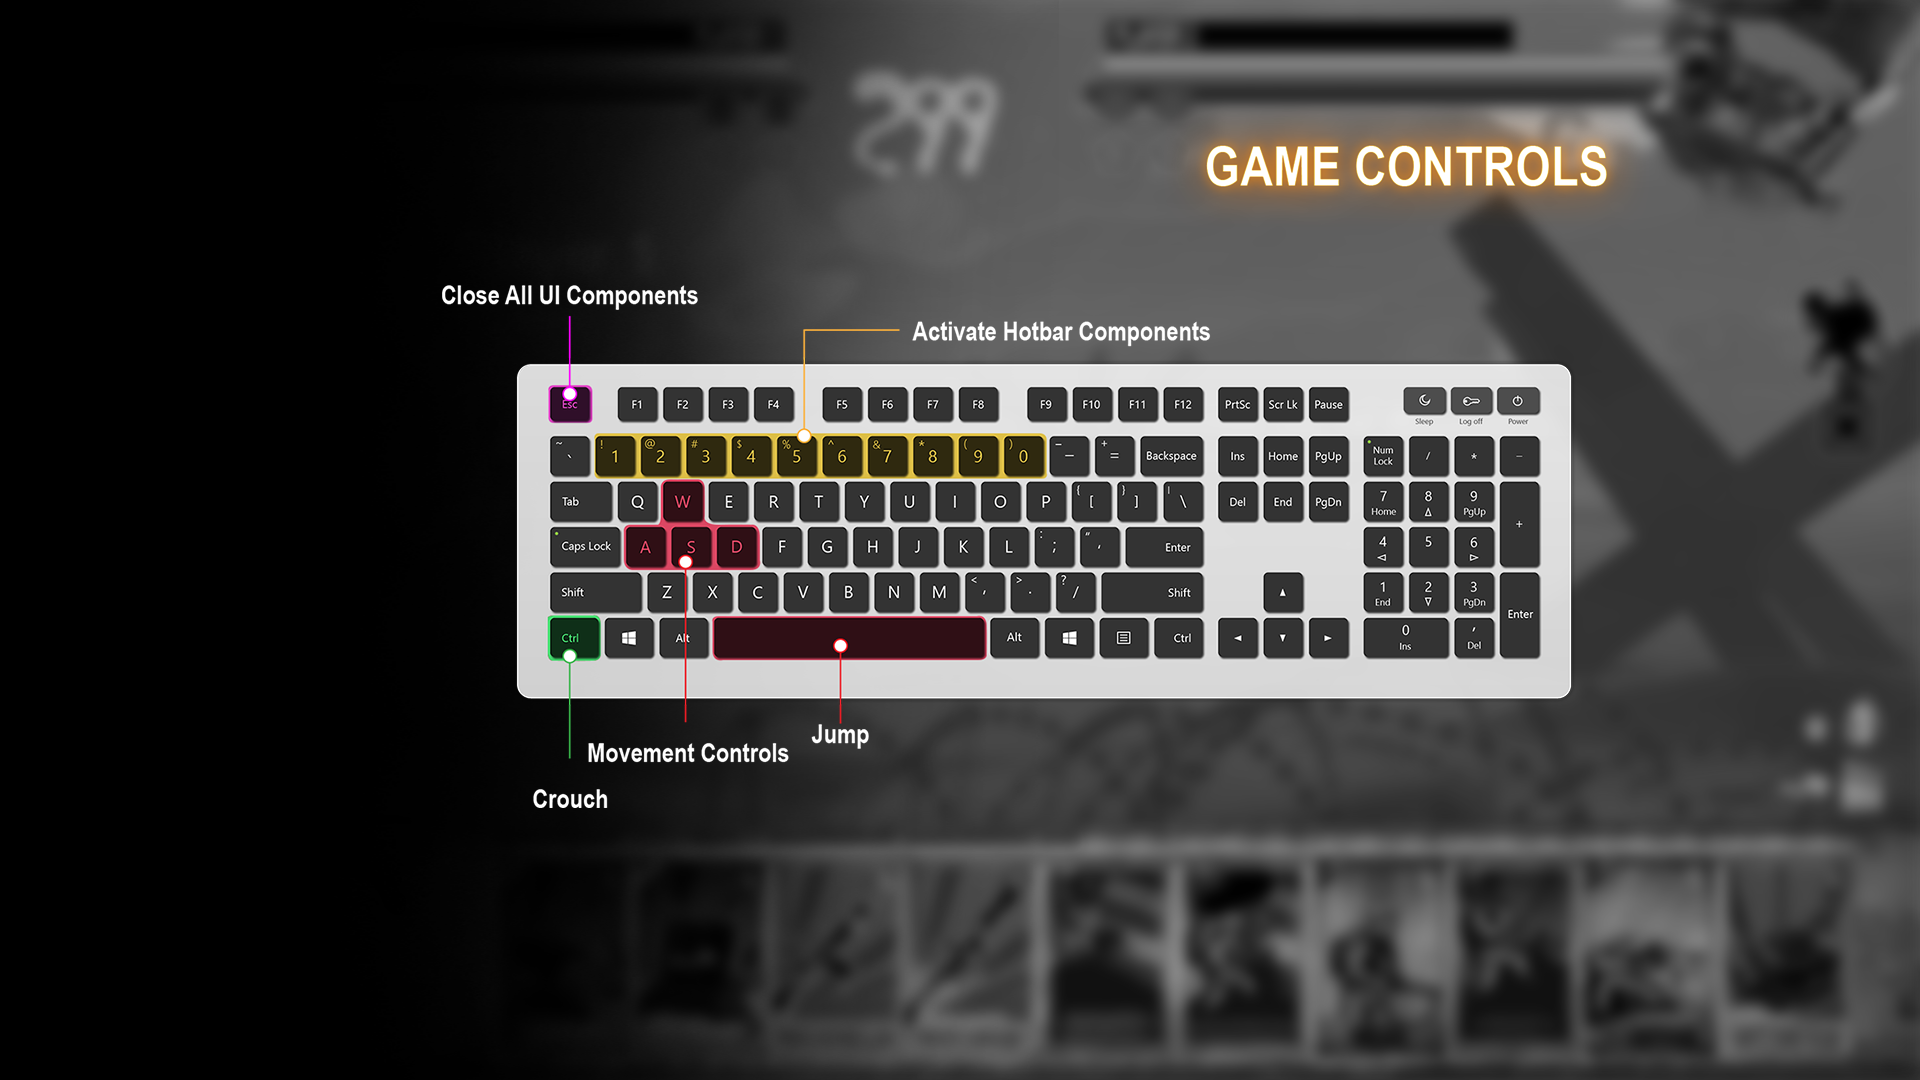 299
GAME CONTROLS
Close All UI Components
Activate Hotbar Components
Esc F1 F2 F3 F4 F5 F6 F7 F8 F9 F10 F11 F12 PrtSc Scr Lk Pause
Sleep Log off Power
~ ` ! 1 @ 2 # 3 $ 4 % 5 ^ 6 & 7 * 8 ( 9 ) 0 – – + = Backspace Ins Home PgUp Num Lock / * –
Tab Q W E R T Y U I O P { [ } ] | \ Del End PgDn 7 Home 8 9 PgUp +
Caps Lock A S D F G H J K L : ; " ' Enter 4 5 6
Shift Z X C V B N M < , > . ? / Shift 1 End 2 3 PgDn Enter
Ctrl Alt Alt Ctrl 0 Ins , Del
Jump
Movement Controls
Crouch